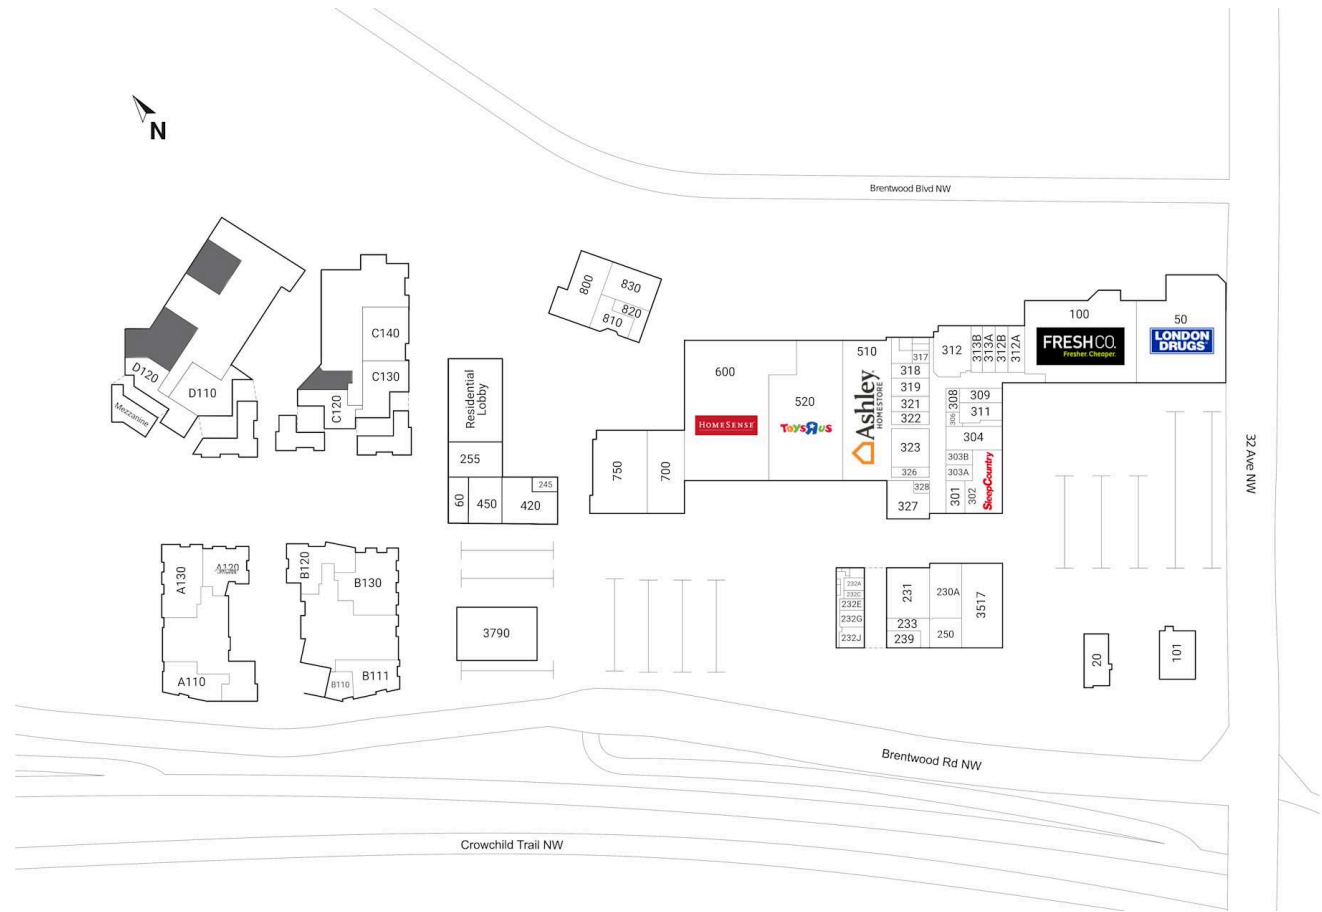 N
Brentwood Blvd NW
800
830
820
810
C140
C130
C120
D120
D110
Mezzanine
Residential
Lobby
255
245
60
450
420
750
700
600
HOMESENSE
520
TOYSRUS
510
Ashley
HOMESTORE
317
318
319
321
322
323
326
328
327
312
313B
313A
312B
312A
308
309
306
311
304
303B
303A
301
302
SleepCountry
100
FRESHCO.
Fresher. Cheaper.
50
LONDON
DRUGS
32 Ave NW
A130
A120
A110
B120
B130
B110
B111
3790
232A
232C
232E
232G
232J
231
233
239
230A
250
3517
20
101
Brentwood Rd NW
Crowchild Trail NW